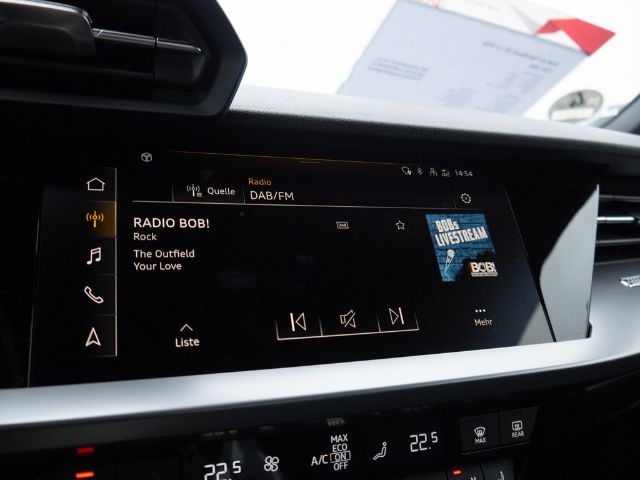 14:54
Quelle
Radio
DAB/FM
RADIO BOB!
Rock
The Outfield
Your Love
DAB
BOBs
LIVESTREAM
BOB!
Liste
Mehr
22.5
A/C
MAX
ECO
ON
OFF
22.5
MAX
REAR